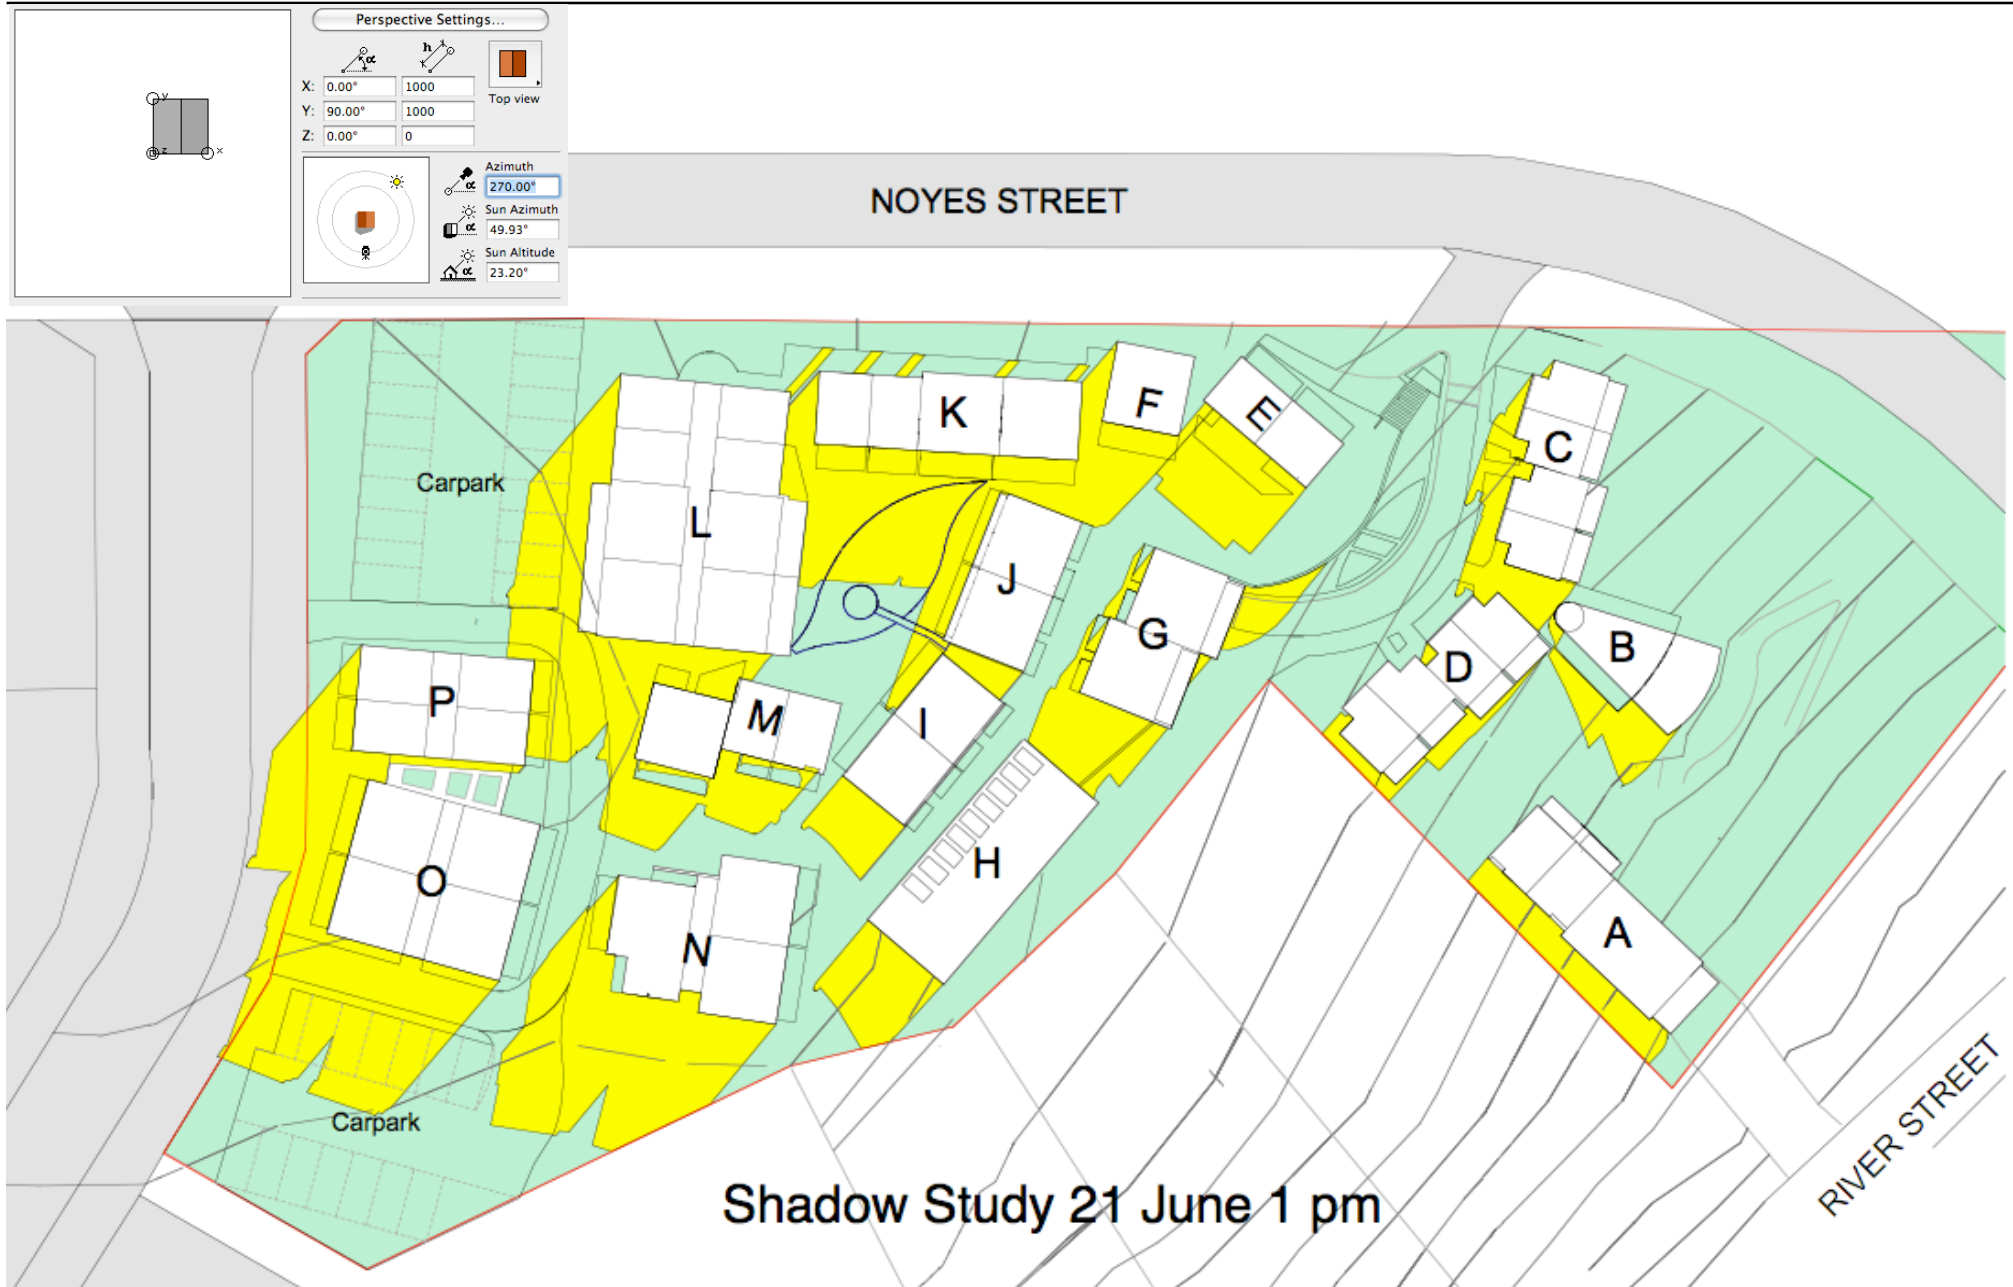 Perspective Settings...
α h
X: 0.00° 1000
Y: 90.00° 1000
Top view
Z: 0.00° 0
y
z x
Azimuth
α 270.00°
Sun Azimuth
α 49.93°
Sun Altitude
α 23.20°
NOYES STREET
K
F
E
C
Carpark
L
J
G
B
D
P
M
I
O
H
N
A
Carpark
RIVER STREET
Shadow Study 21 June 1 pm